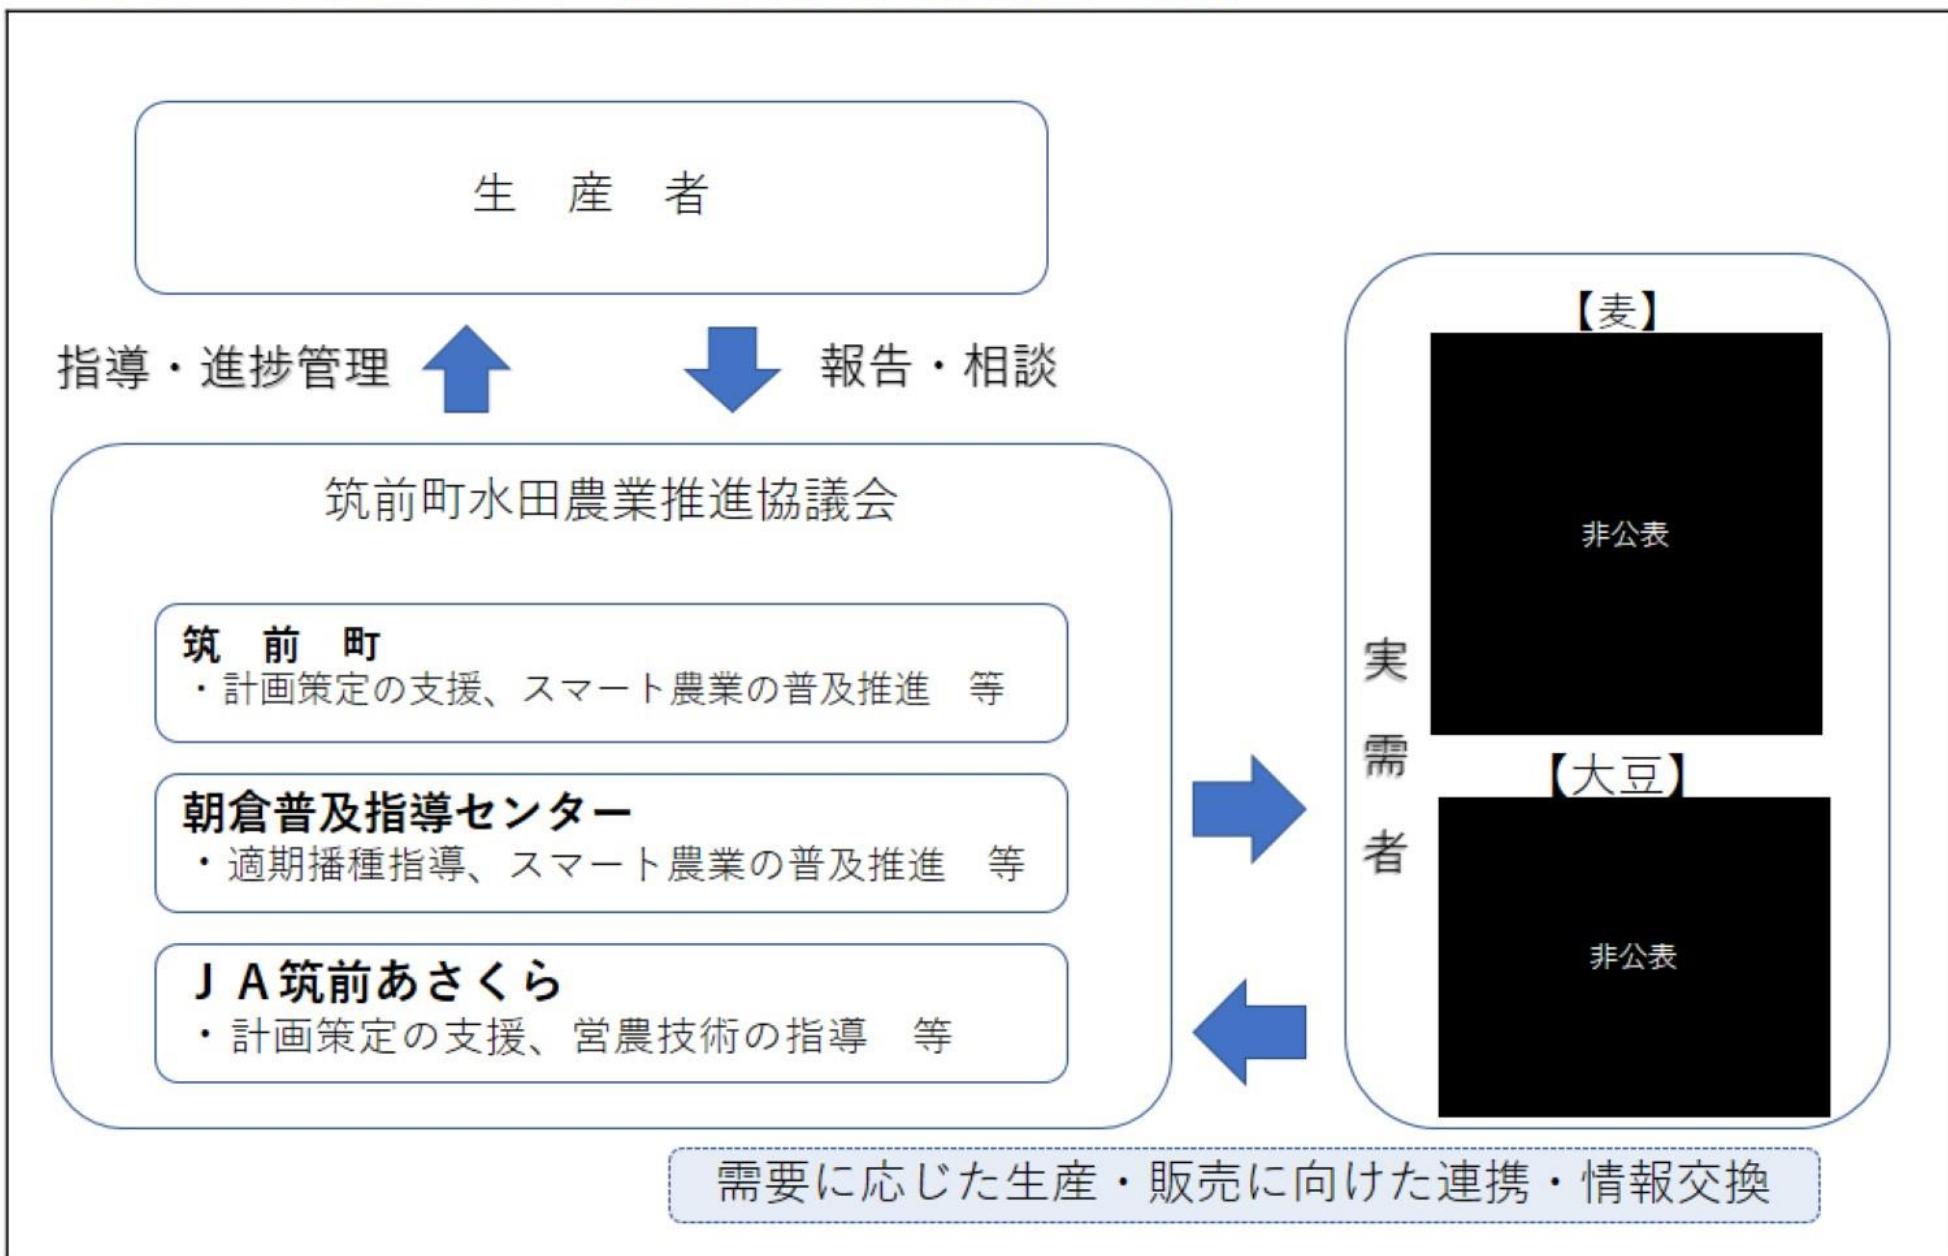 生　産　者
指導・進捗管理
報告・相談
筑前町水田農業推進協議会
筑　前　町
・計画策定の支援、スマート農業の普及推進　等
朝倉普及指導センター
・適期播種指導、スマート農業の普及推進　等
ＪＡ筑前あさくら
・計画策定の支援、営農技術の指導　等
実需者
【麦】
非公表
【大豆】
非公表
需要に応じた生産・販売に向けた連携・情報交換